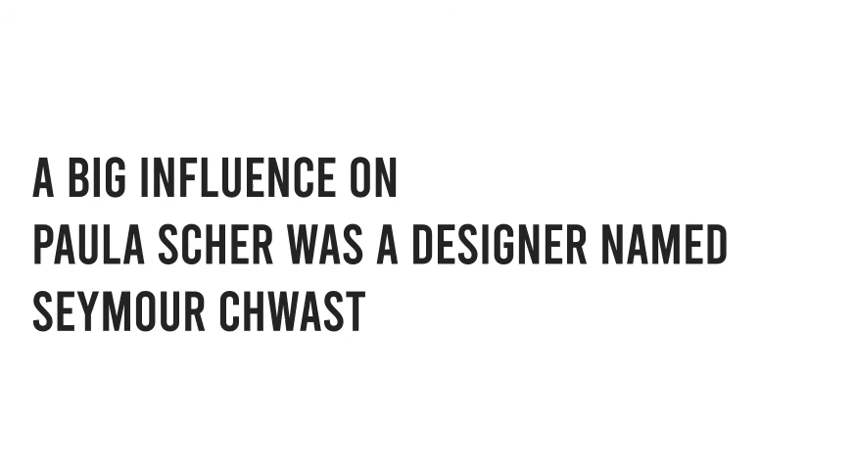 A BIG INFLUENCE ON
PAULA SCHER WAS A DESIGNER NAMED
SEYMOUR CHWAST